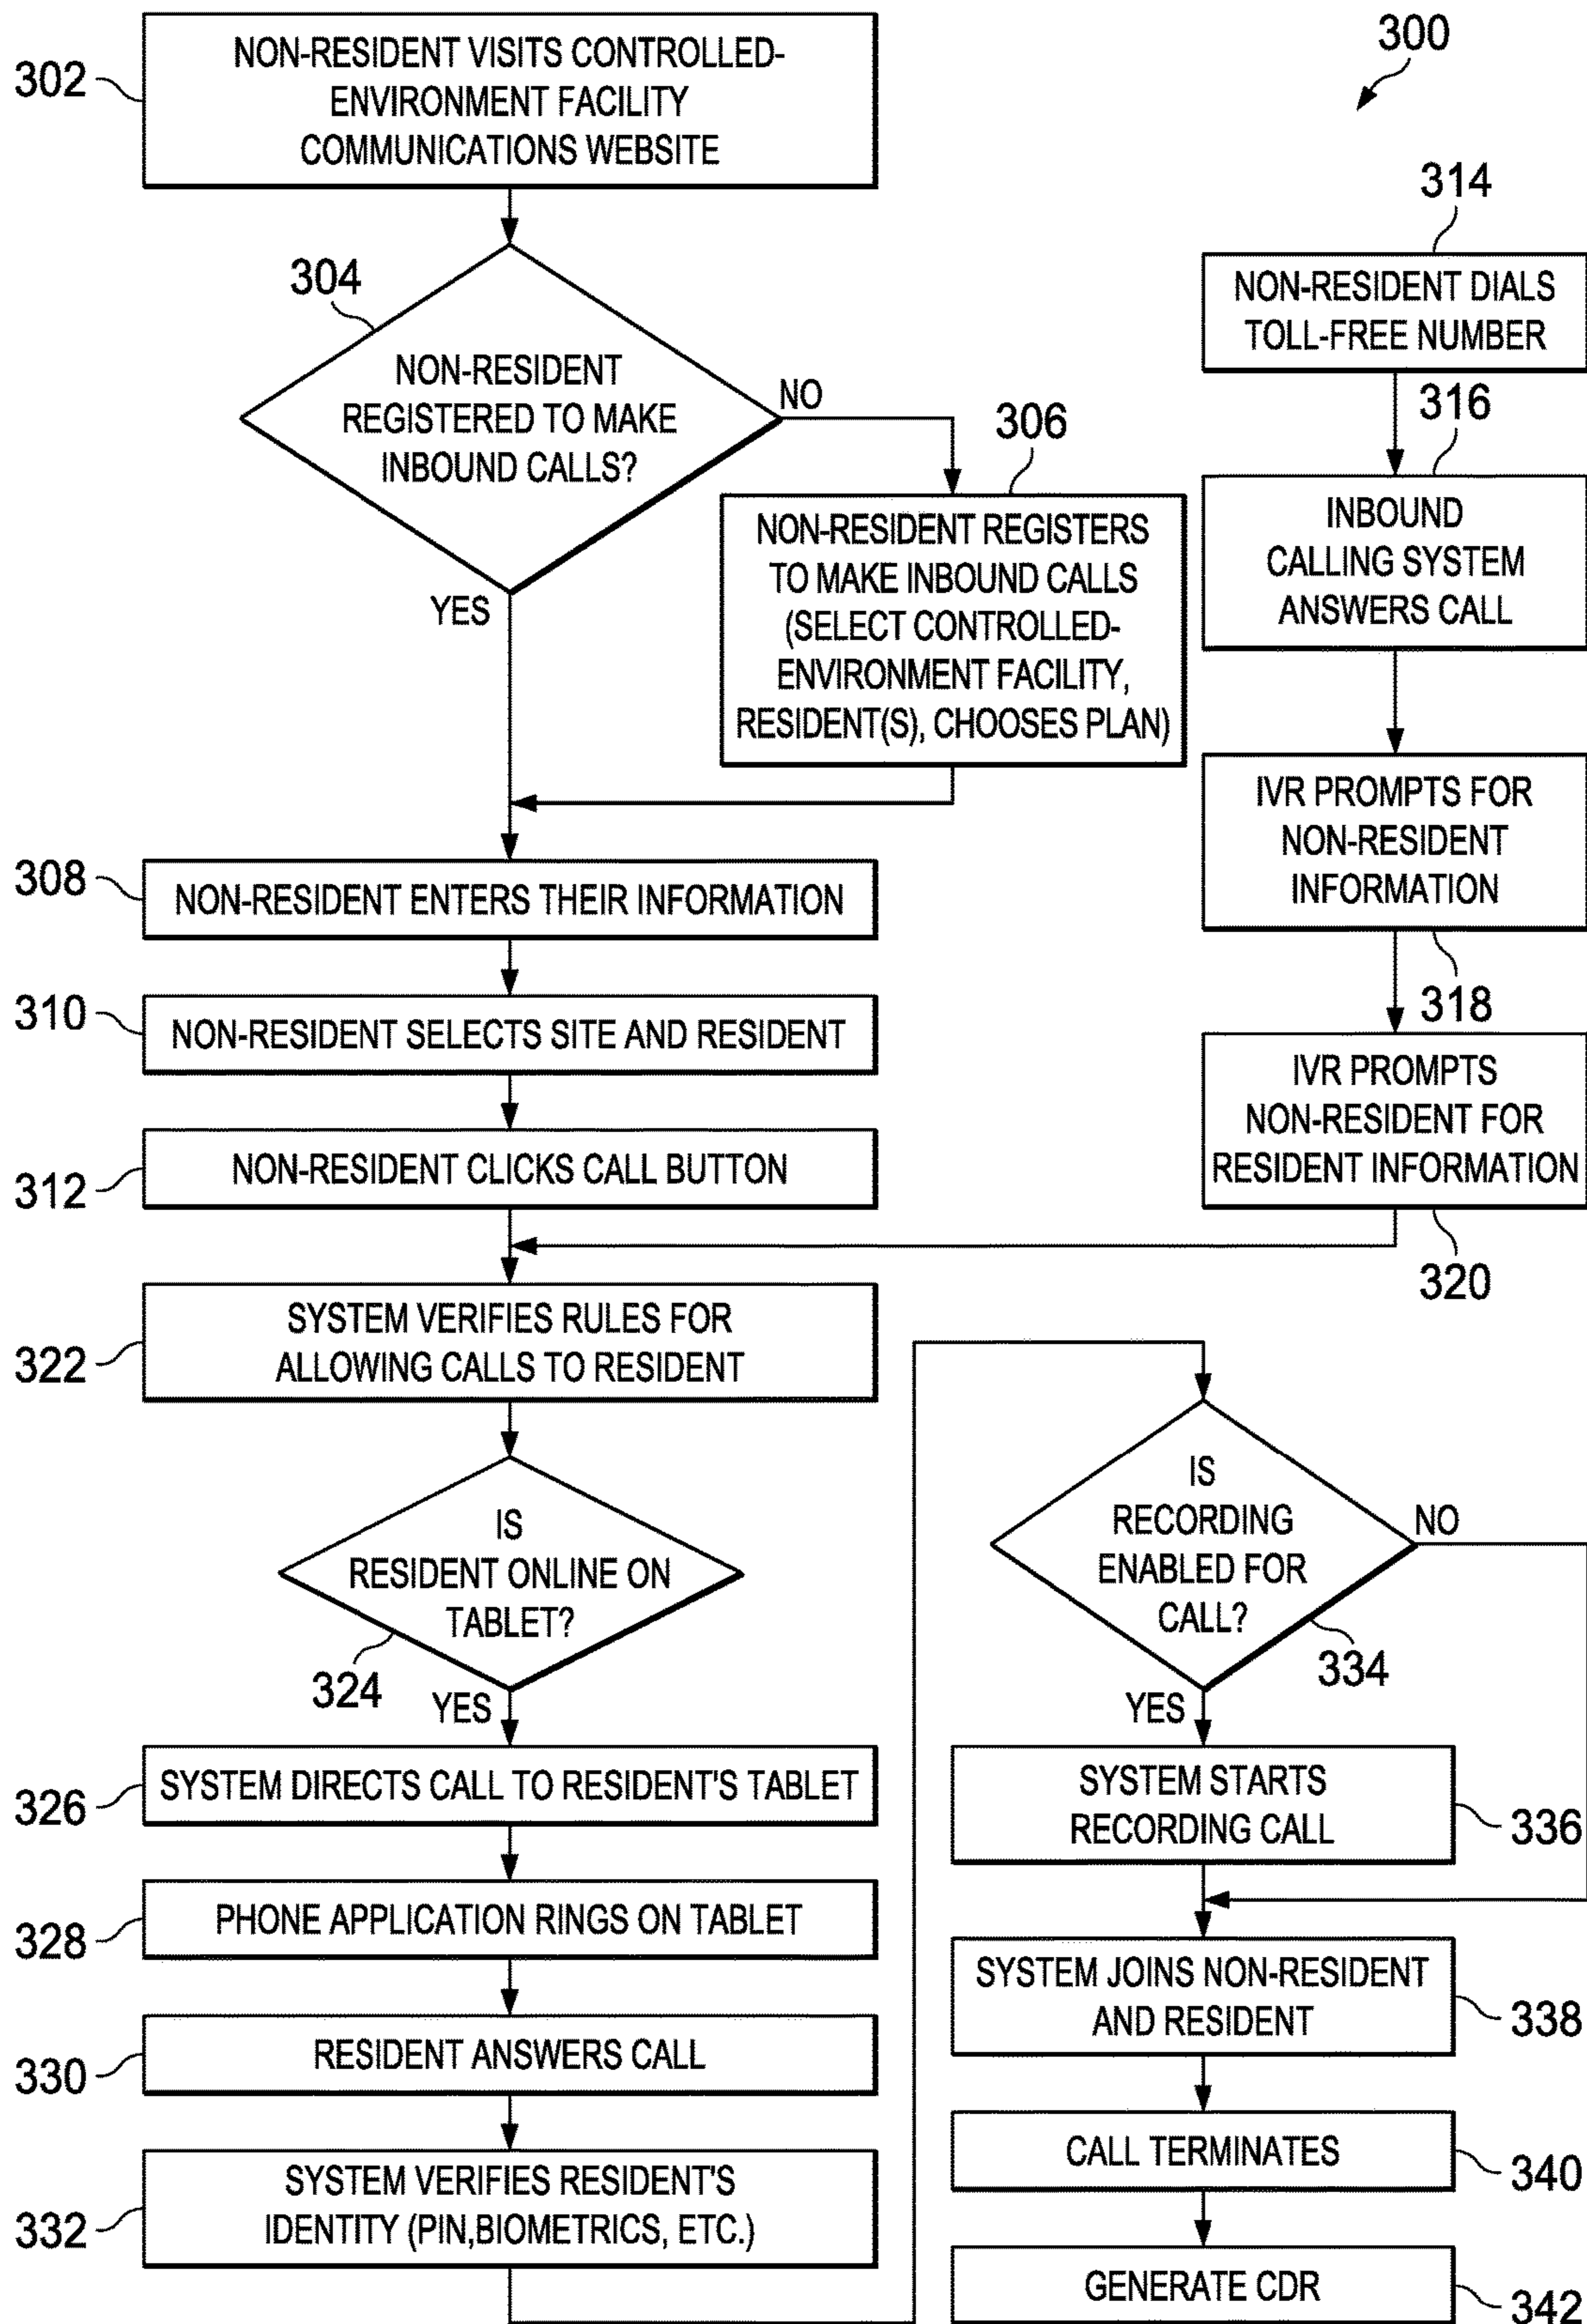 300
302
NON-RESIDENT VISITS CONTROLLED-
ENVIRONMENT FACILITY
COMMUNICATIONS WEBSITE
304
NON-RESIDENT
REGISTERED TO MAKE
INBOUND CALLS?
NO
YES
306
NON-RESIDENT REGISTERS
TO MAKE INBOUND CALLS
(SELECT CONTROLLED-
ENVIRONMENT FACILITY,
RESIDENT(S), CHOOSES PLAN)
308
NON-RESIDENT ENTERS THEIR INFORMATION
310
NON-RESIDENT SELECTS SITE AND RESIDENT
312
NON-RESIDENT CLICKS CALL BUTTON
314
NON-RESIDENT DIALS
TOLL-FREE NUMBER
316
INBOUND
CALLING SYSTEM
ANSWERS CALL
IVR PROMPTS FOR
NON-RESIDENT
INFORMATION
318
IVR PROMPTS
NON-RESIDENT FOR
RESIDENT INFORMATION
320
322
SYSTEM VERIFIES RULES FOR
ALLOWING CALLS TO RESIDENT
IS
RESIDENT ONLINE ON
TABLET?
324
YES
326
SYSTEM DIRECTS CALL TO RESIDENT'S TABLET
328
PHONE APPLICATION RINGS ON TABLET
330
RESIDENT ANSWERS CALL
332
SYSTEM VERIFIES RESIDENT'S
IDENTITY (PIN,BIOMETRICS, ETC.)
IS
RECORDING
ENABLED FOR
CALL?
NO
334
YES
SYSTEM STARTS
RECORDING CALL
336
SYSTEM JOINS NON-RESIDENT
AND RESIDENT
338
CALL TERMINATES
340
GENERATE CDR
342